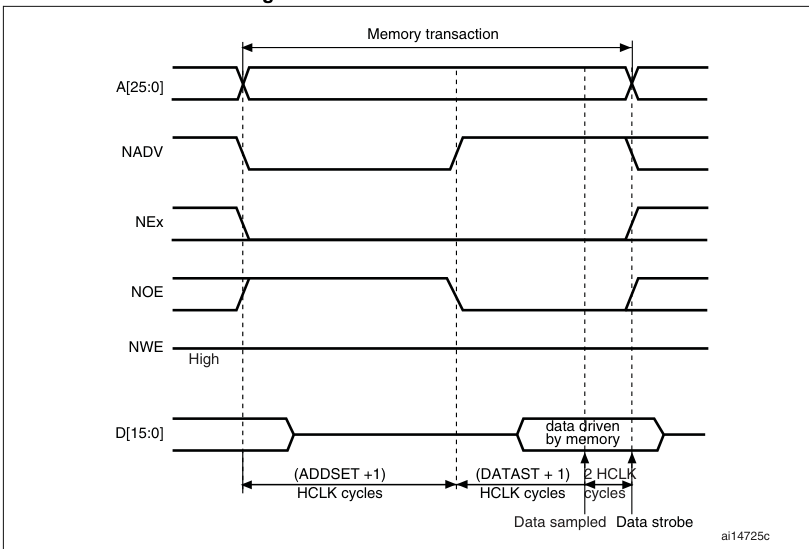 Memory transaction
A[25:0]
NADV
NEx
NOE
NWE
High
D[15:0]
data driven
by memory
(ADDSET +1)
HCLK cycles
(DATAST + 1)
HCLK cycles
2 HCLK
cycles
Data sampled
Data strobe
ai14725c